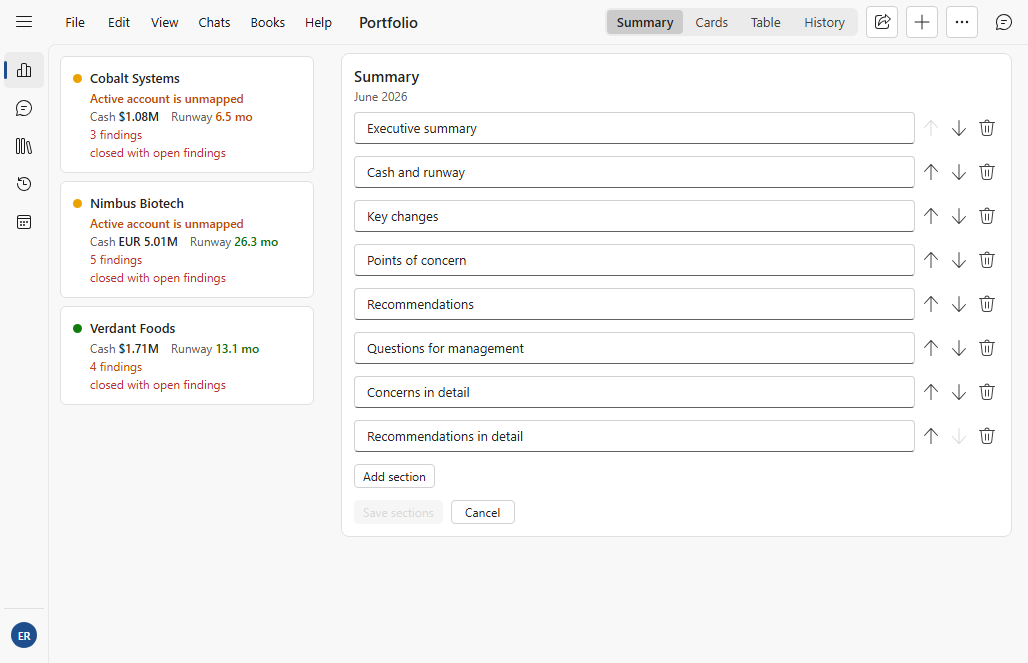 File Edit View Chats Books Help Portfolio Summary Cards Table History
Cobalt Systems
Active account is unmapped
Cash $1.08M Runway 6.5 mo
3 findings
closed with open findings
Nimbus Biotech
Active account is unmapped
Cash EUR 5.01M Runway 26.3 mo
5 findings
closed with open findings
Verdant Foods
Cash $1.71M Runway 13.1 mo
4 findings
closed with open findings
Summary
June 2026
Executive summary
Cash and runway
Key changes
Points of concern
Recommendations
Questions for management
Concerns in detail
Recommendations in detail
Add section
Save sections Cancel
ER